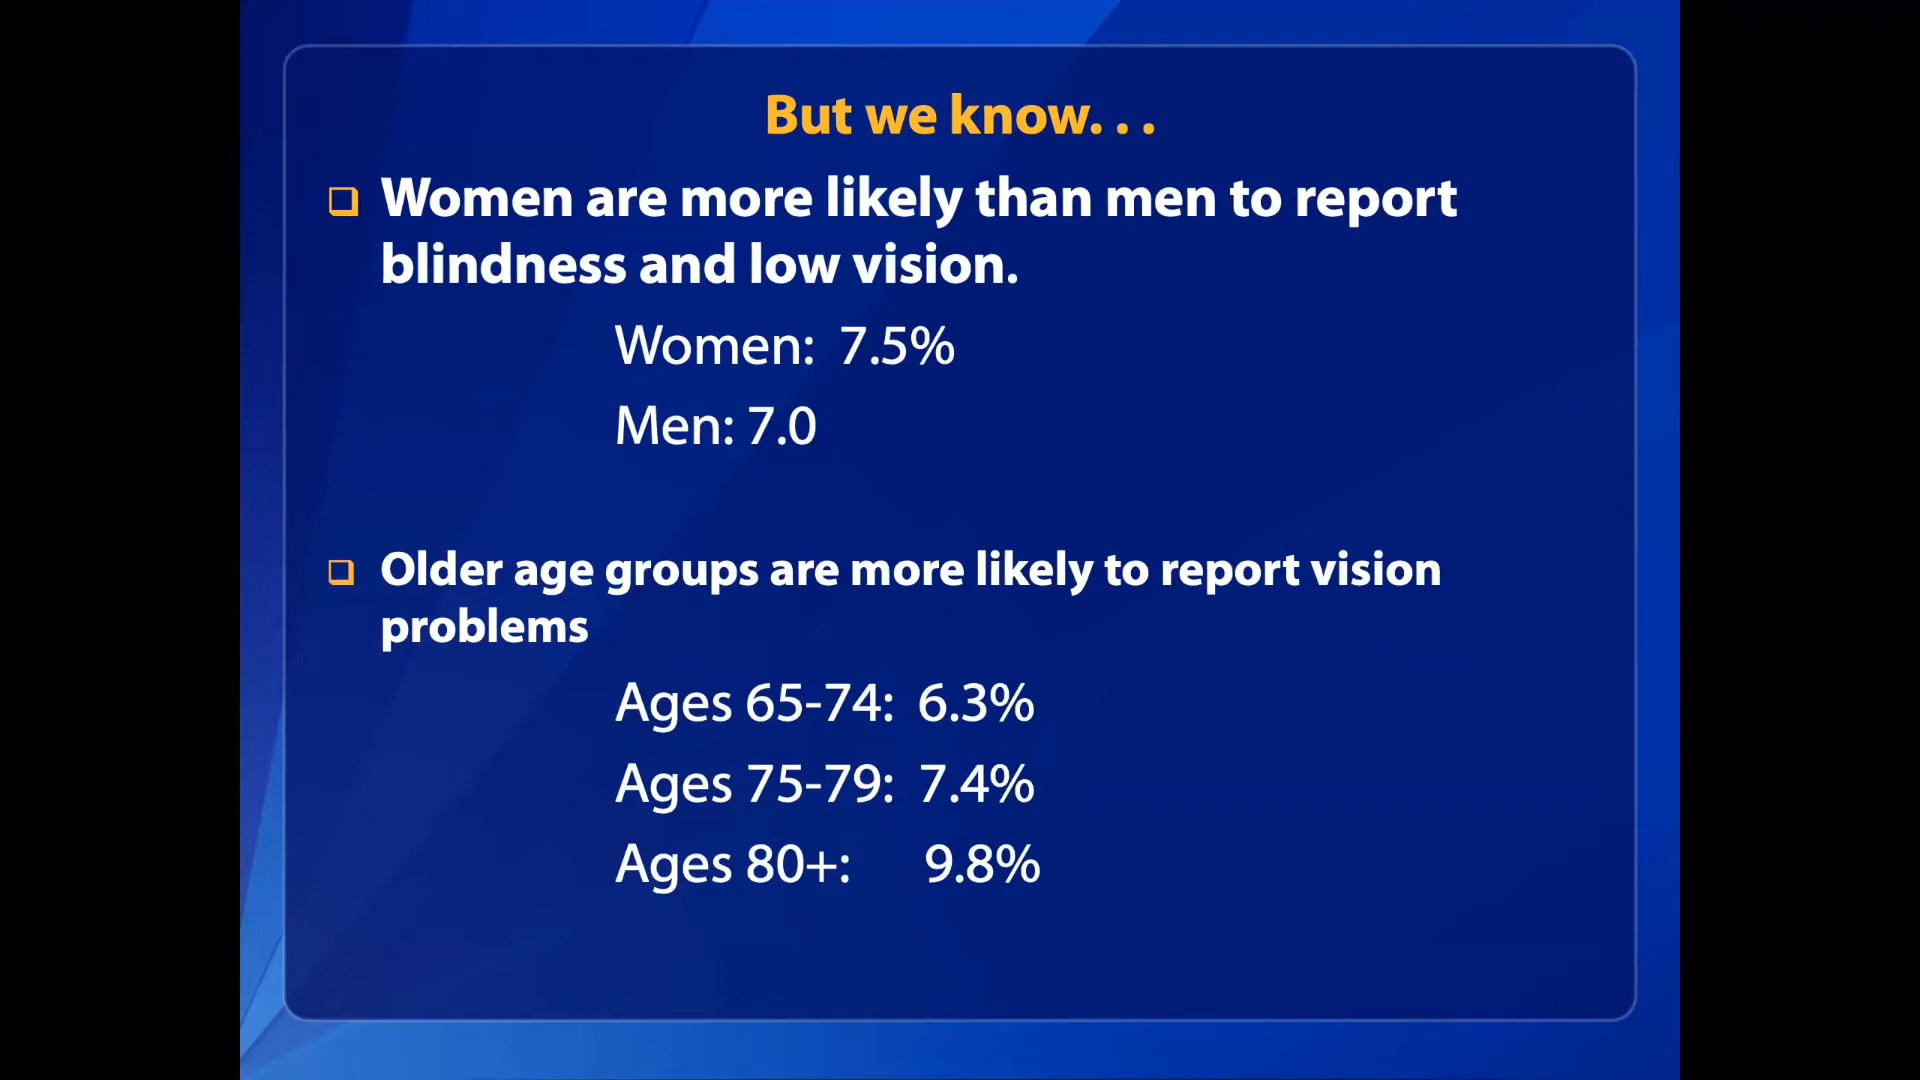 But we know. . .
Women are more likely than men to report
blindness and low vision.
Women: 7.5%
Men: 7.0
Older age groups are more likely to report vision
problems
Ages 65-74: 6.3%
Ages 75-79: 7.4%
Ages 80+: 9.8%